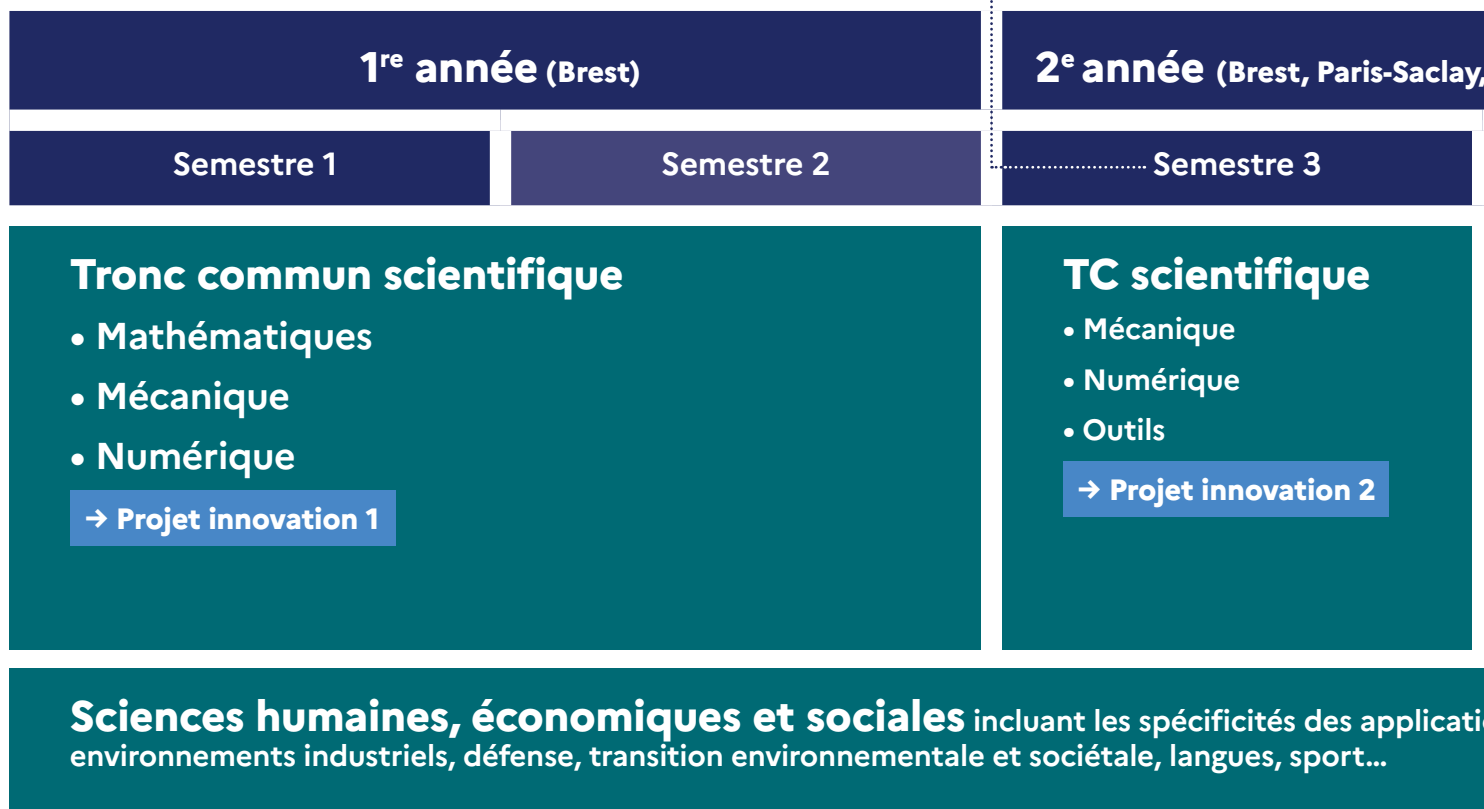 1re année (Brest)
2e année (Brest, Paris-Saclay,
Semestre 1
Semestre 2
Semestre 3
Tronc commun scientifique
• Mathématiques
• Mécanique
• Numérique
→ Projet innovation 1
TC scientifique
• Mécanique
• Numérique
• Outils
→ Projet innovation 2
Sciences humaines, économiques et sociales incluant les spécificités des applicati
environnements industriels, défense, transition environnementale et sociétale, langues, sport…